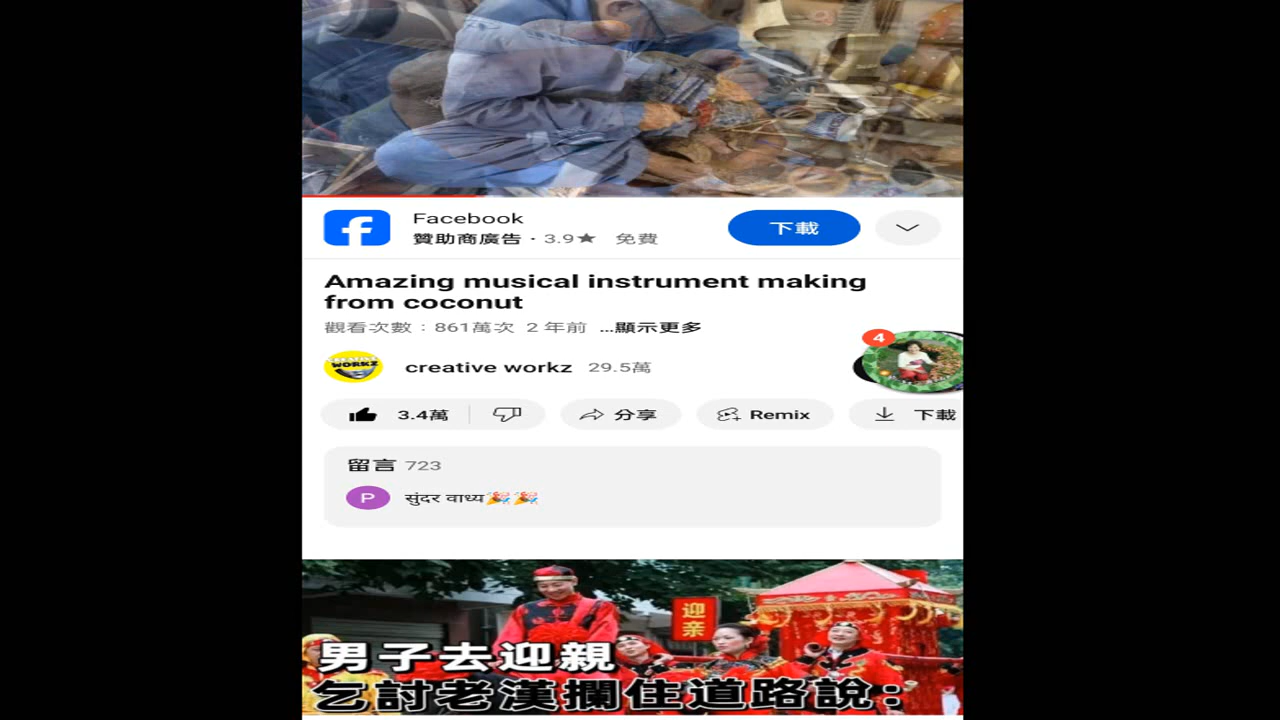 Facebook
贊助商廣告・3.9★ 免費
下載
Amazing musical instrument making
from coconut
觀看次數：861萬次 2 年前 ...顯示更多
4
WORKZ
creative workz 29.5萬
3.4萬
分享
Remix
下載
留言 723
P
सुंदर वाध्य🎉🎉
迎亲
男子去迎親
乞討老漢攔住道路說：